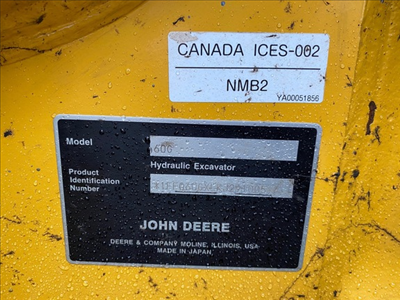 CANADA ICES-002
NMB2
YA00051856
Model
60G
Hydraulic Excavator
Product
Identification
Number
JOHN DEERE
DEERE & COMPANY MOLINE, ILLINOIS, USA
MADE IN JAPAN